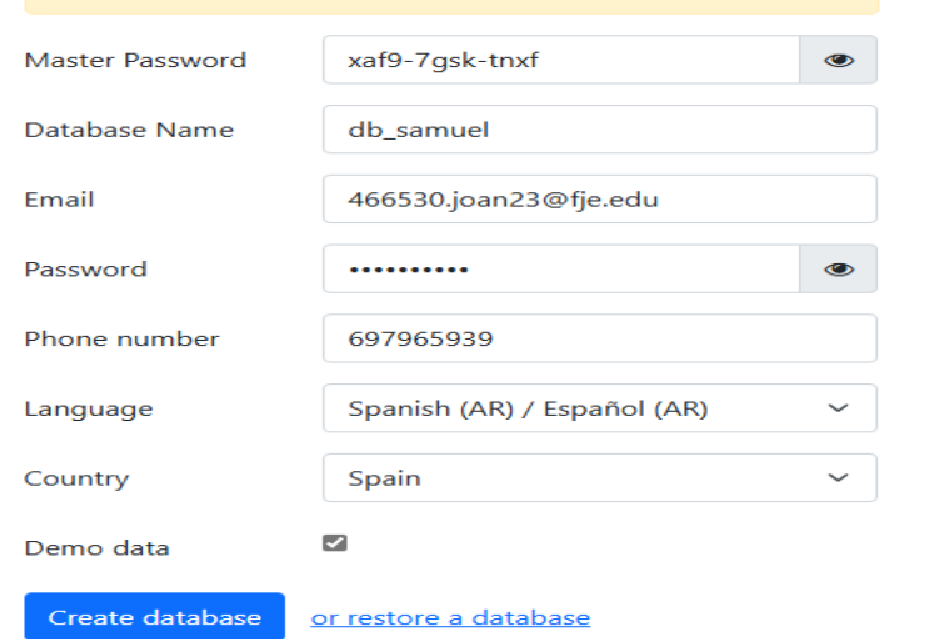 Master Password xaf9-7gsk-tnxf
Database Name db_samuel
Email 466530.joan23@fje.edu
Password ••••••••••
Phone number 697965939
Language Spanish (AR) / Español (AR)
Country Spain
Demo data
Create database or restore a database